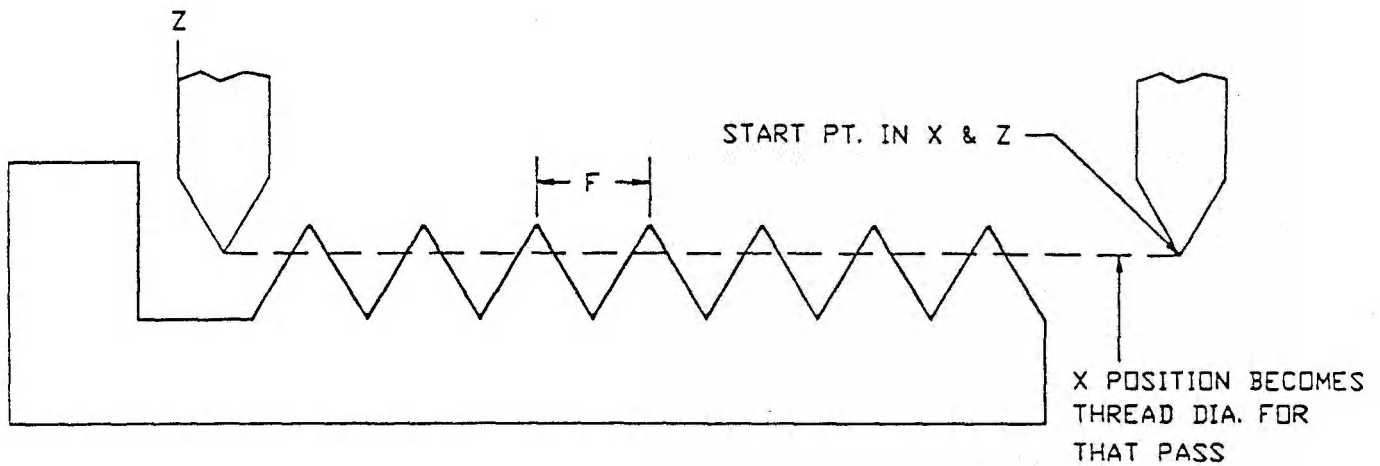 Z
START PT. IN X & Z
F
X POSITION BECOMES
THREAD DIA. FOR
THAT PASS